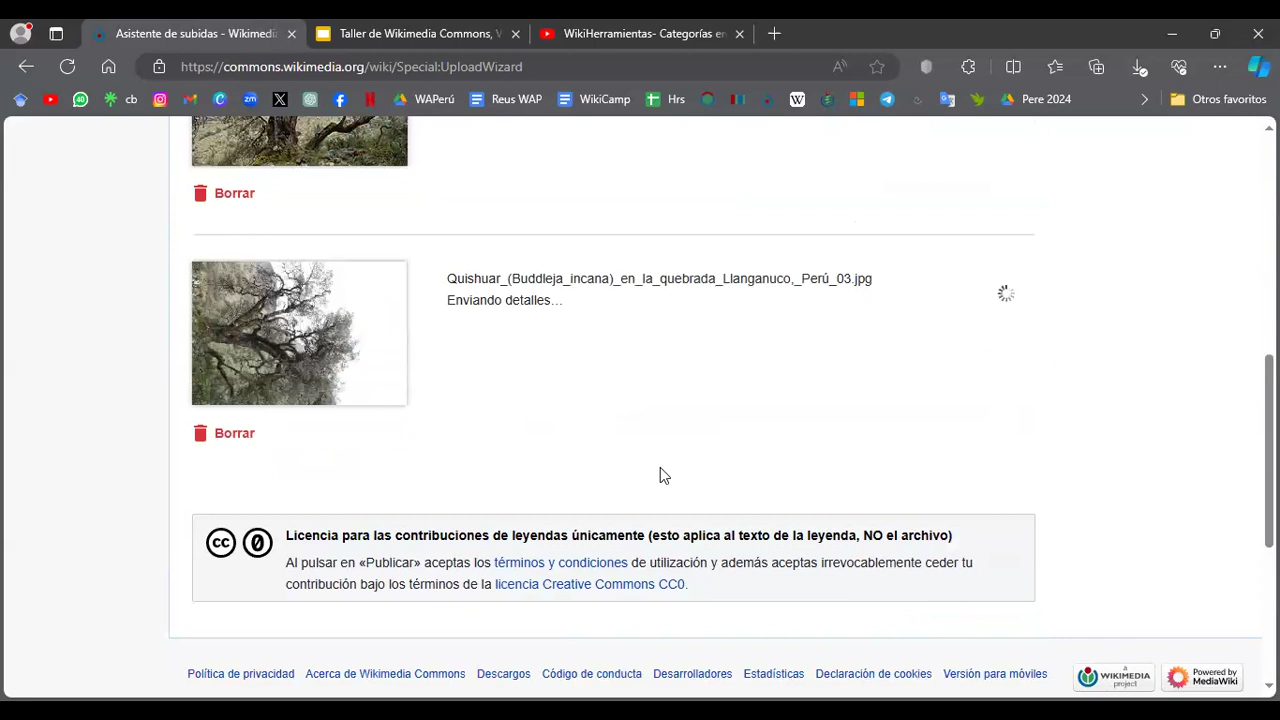 Asistente de subidas - Wikimedi
Taller de Wikimedia Commons, V
WikiHerramientas- Categorías en
https://commons.wikimedia.org/wiki/Special:UploadWizard
cb
WAPerú
Reus WAP
WikiCamp
Hrs
Pere 2024
Otros favoritos
Borrar
Quishuar_(Buddleja_incana)_en_la_quebrada_Llanganuco,_Perú_03.jpg
Enviando detalles...
Borrar
Licencia para las contribuciones de leyendas únicamente (esto aplica al texto de la leyenda, NO el archivo)
Al pulsar en «Publicar» aceptas los términos y condiciones de utilización y además aceptas irrevocablemente ceder tu
contribución bajo los términos de la licencia Creative Commons CC0.
Política de privacidad Acerca de Wikimedia Commons Descargos Código de conducta Desarrolladores Estadísticas Declaración de cookies Versión para móviles
a
WIKIMEDIA
project
Powered by
MediaWiki